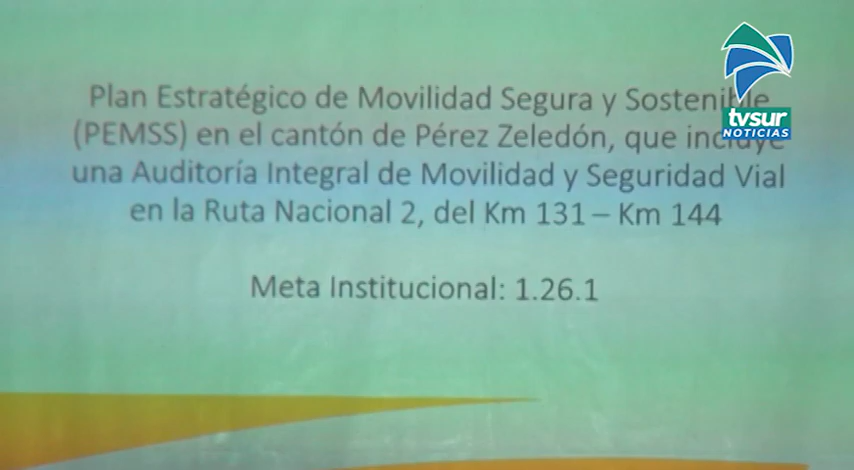 Plan Estratégico de Movilidad Segura y Sostenible
(PEMSS) en el cantón de Pérez Zeledón, que incluye
una Auditoría Integral de Movilidad y Seguridad Vial
en la Ruta Nacional 2, del Km 131 – Km 144
Meta Institucional: 1.26.1
tvsur
NOTICIAS